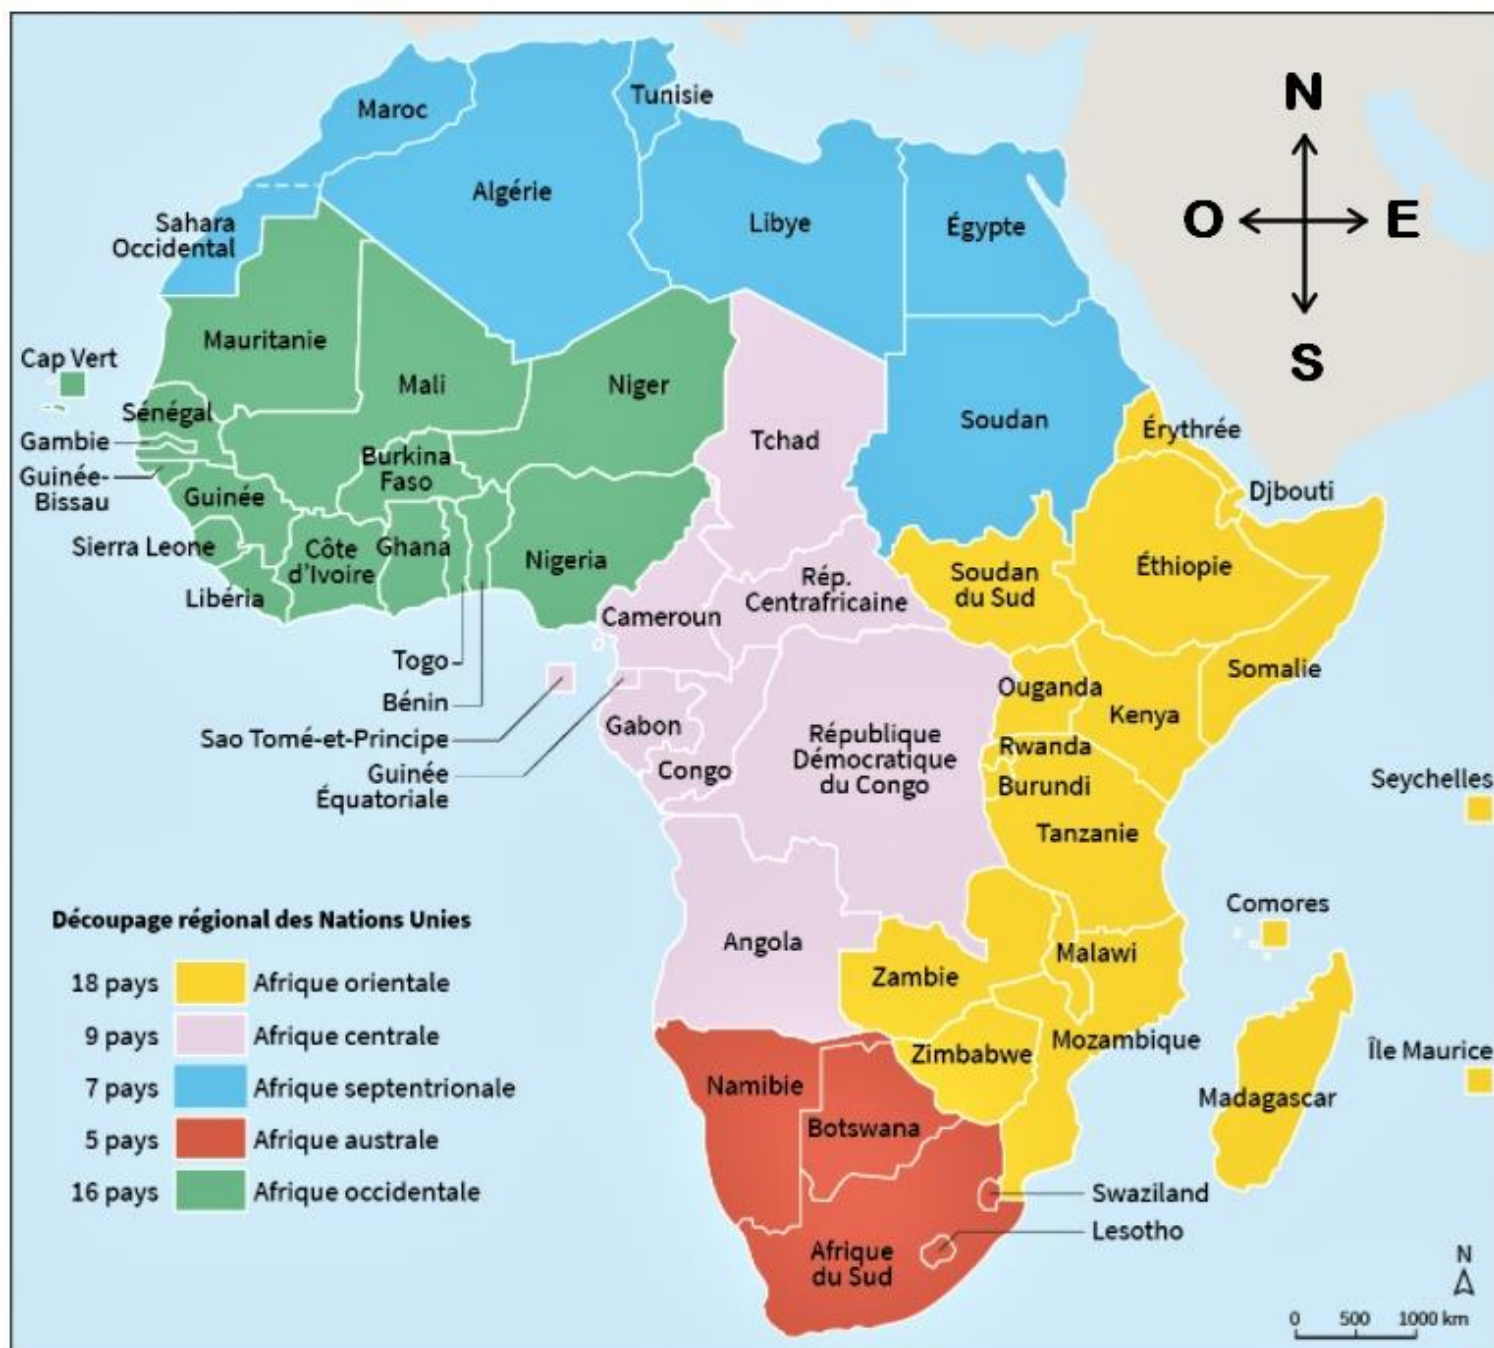 N
O
E
S
Maroc
Tunisie
Algérie
Libye
Égypte
Sahara
Occidental
Mauritanie
Cap Vert
Mali
Niger
Tchad
Soudan
Érythrée
Sénégal
Gambie
Guinée-
Bissau
Burkina
Faso
Guinée
Djbouti
Sierra Leone
Côte
d'Ivoire
Ghana
Nigeria
Libéria
Rép.
Centrafricaine
Soudan
du Sud
Éthiopie
Cameroun
Togo
Bénin
Sao Tomé-et-Principe
Guinée
Équatoriale
Gabon
Congo
République
Démocratique
du Congo
Ouganda
Kenya
Somalie
Rwanda
Burundi
Tanzanie
Seychelles
Comores
Angola
Zambie
Malawi
Mozambique
Zimbabwe
Île Maurice
Madagascar
Namibie
Botswana
Swaziland
Lesotho
Afrique
du Sud
Découpage régional des Nations Unies
18 pays Afrique orientale
9 pays Afrique centrale
7 pays Afrique septentrionale
5 pays Afrique australe
16 pays Afrique occidentale
N
0 500 1000 km